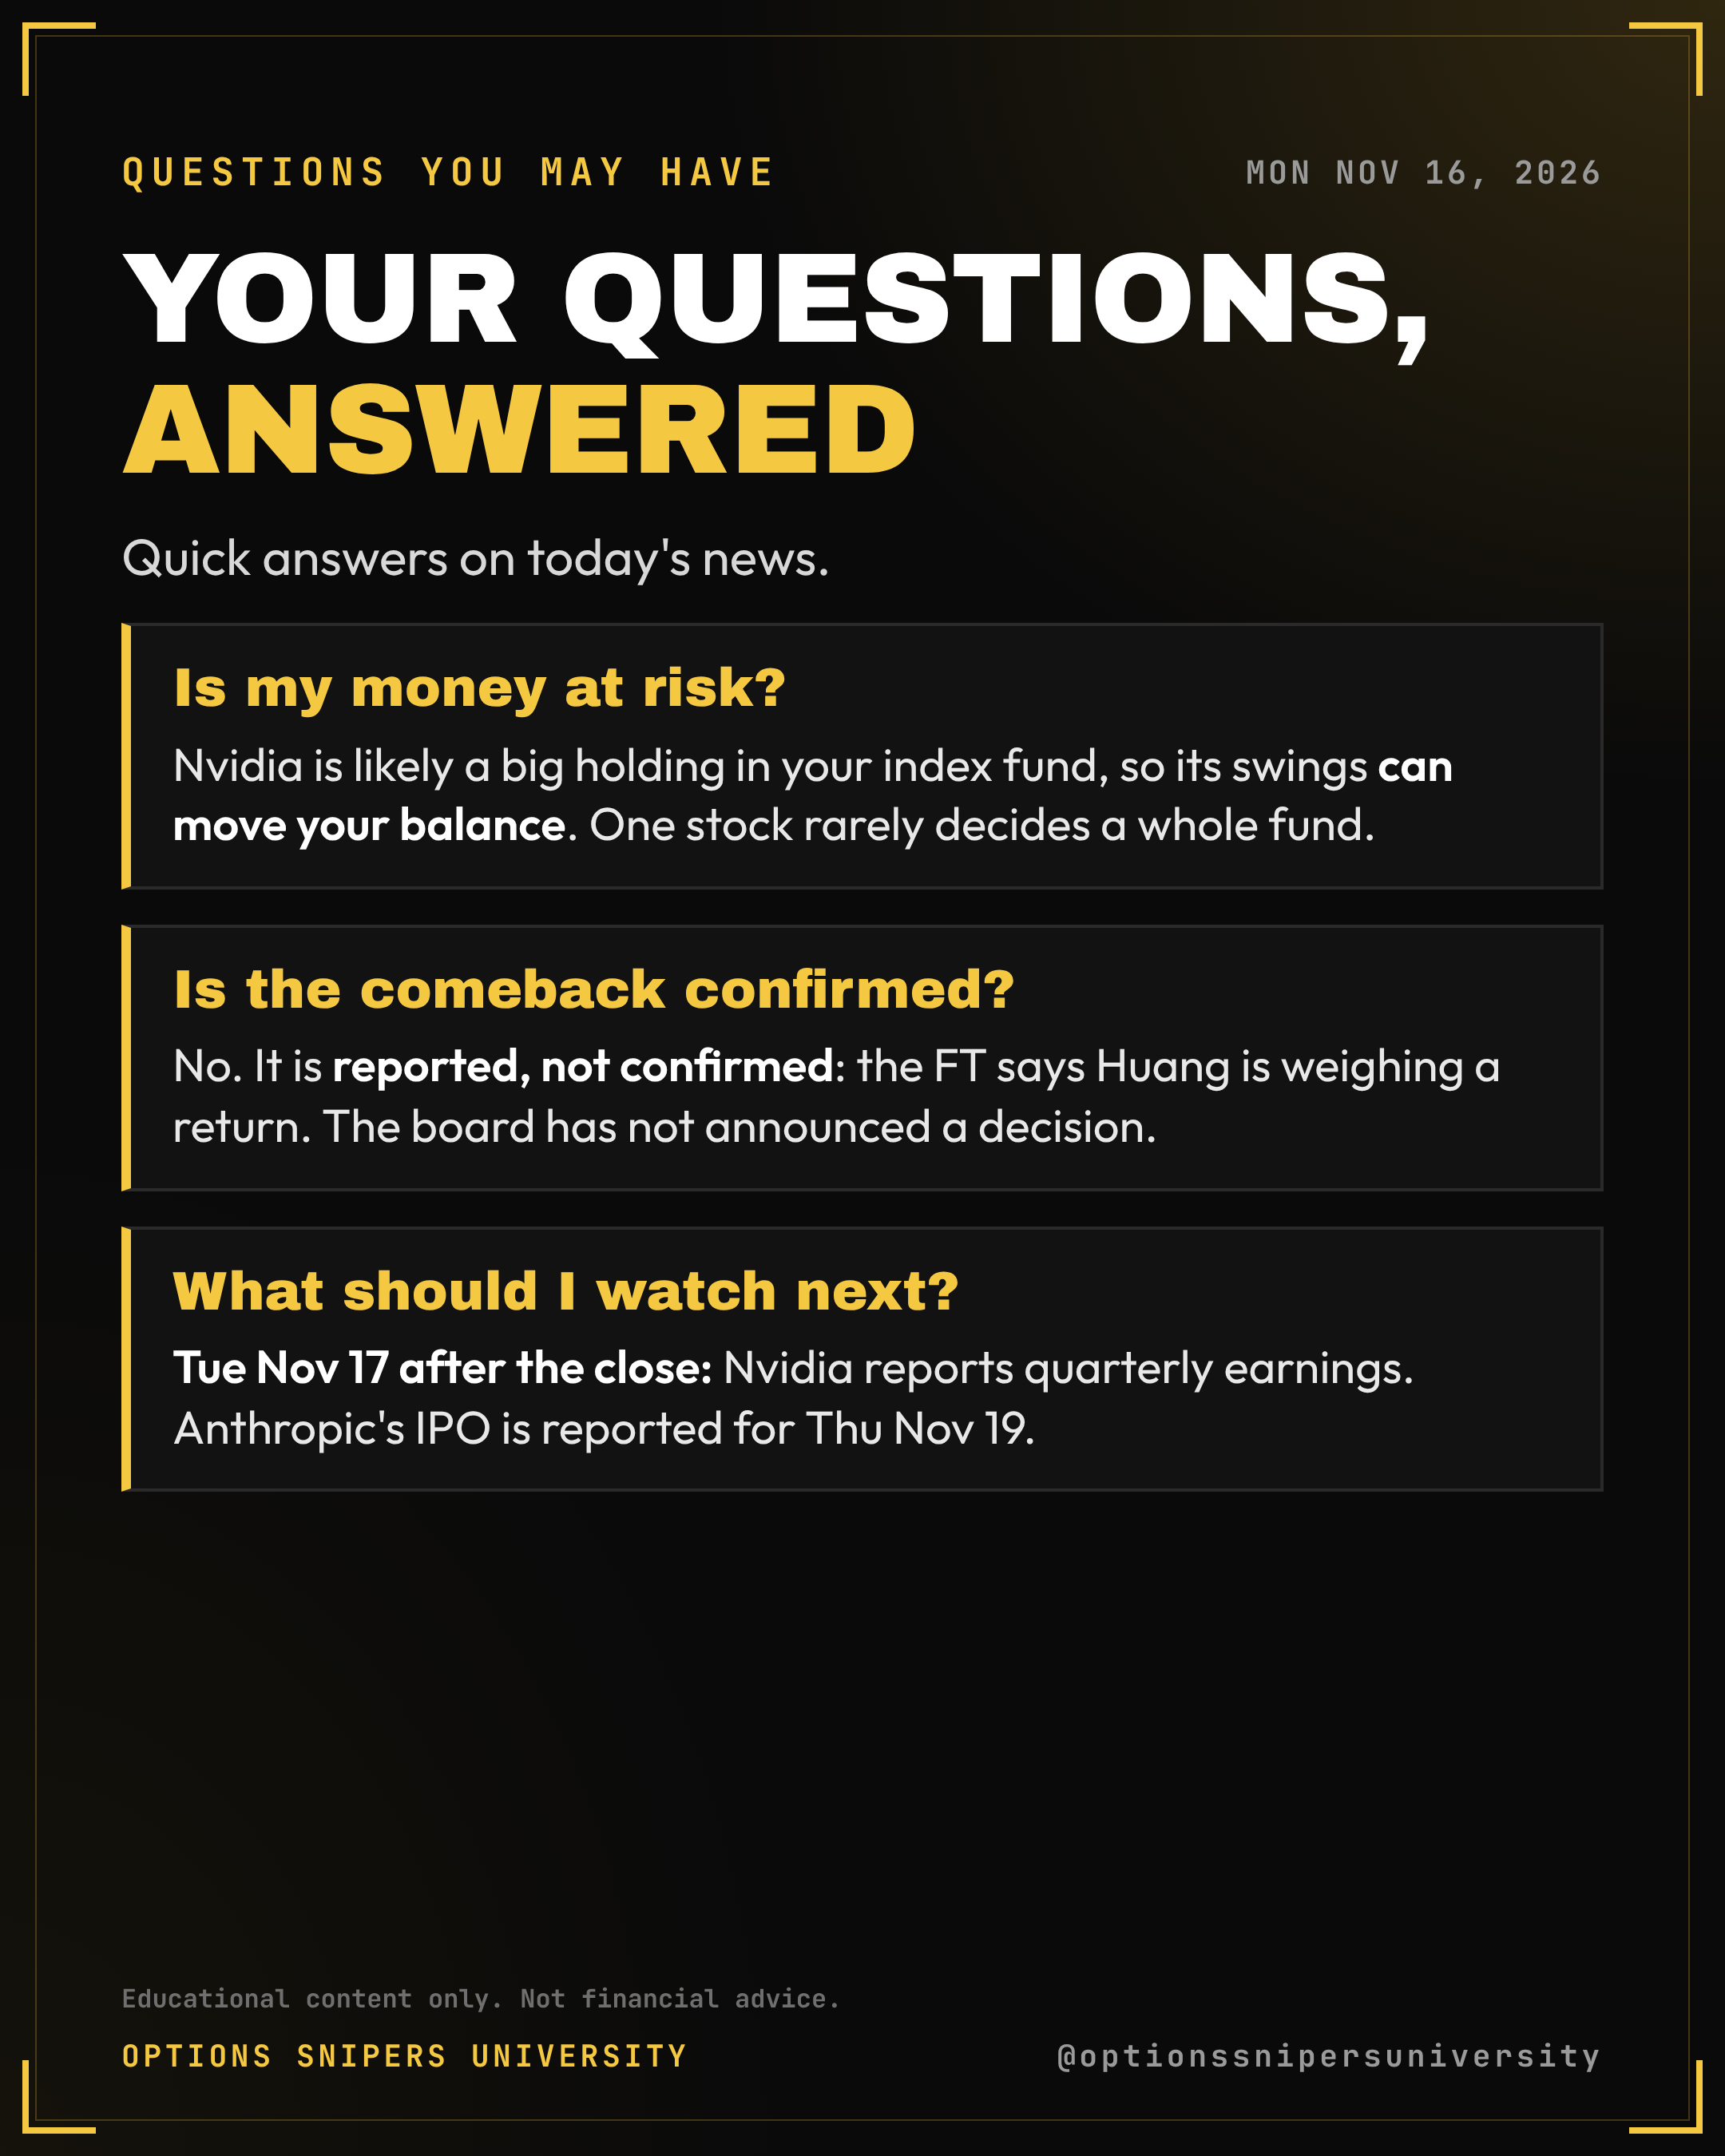 QUESTIONS YOU MAY HAVE
MON NOV 16, 2026
YOUR QUESTIONS,
ANSWERED
Quick answers on today's news.
Is my money at risk?
Nvidia is likely a big holding in your index fund, so its swings can
move your balance. One stock rarely decides a whole fund.
Is the comeback confirmed?
No. It is reported, not confirmed: the FT says Huang is weighing a
return. The board has not announced a decision.
What should I watch next?
Tue Nov 17 after the close: Nvidia reports quarterly earnings.
Anthropic's IPO is reported for Thu Nov 19.
Educational content only. Not financial advice.
OPTIONS SNIPERS UNIVERSITY
@optionssnipersuniversity